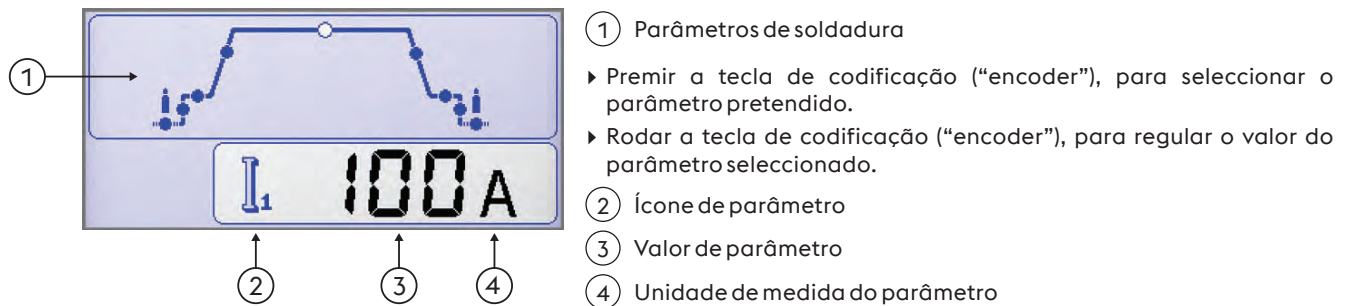 1
I1 100 A
2 3 4
1 Parâmetros de soldadura
Premir a tecla de codificação (“encoder”), para seleccionar o
parâmetro pretendido.
Rodar a tecla de codificação (“encoder”), para regular o valor do
parâmetro seleccionado.
2 Ícone de parâmetro
3 Valor de parâmetro
4 Unidade de medida do parâmetro